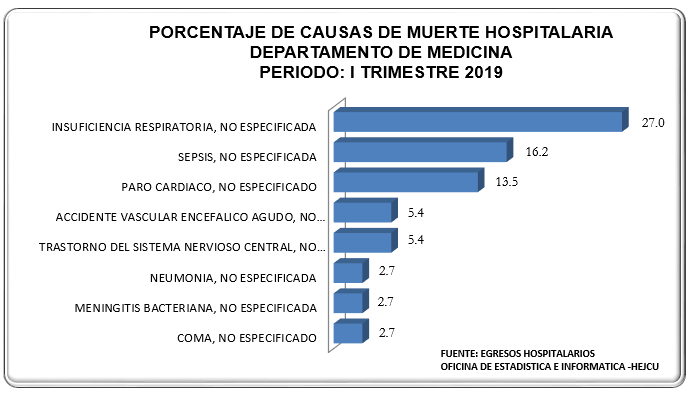 PORCENTAJE DE CAUSAS DE MUERTE HOSPITALARIA
DEPARTAMENTO DE MEDICINA
PERIODO: I TRIMESTRE 2019
INSUFICIENCIA RESPIRATORIA, NO ESPECIFICADA 27.0
SEPSIS, NO ESPECIFICADA 16.2
PARO CARDIACO, NO ESPECIFICADO 13.5
ACCIDENTE VASCULAR ENCEFALICO AGUDO, NO... 5.4
TRASTORNO DEL SISTEMA NERVIOSO CENTRAL, NO... 5.4
NEUMONIA, NO ESPECIFICADA 2.7
MENINGITIS BACTERIANA, NO ESPECIFICADA 2.7
COMA, NO ESPECIFICADO 2.7
FUENTE: EGRESOS HOSPITALARIOS
OFICINA DE ESTADISTICA E INFORMATICA -HEJCU